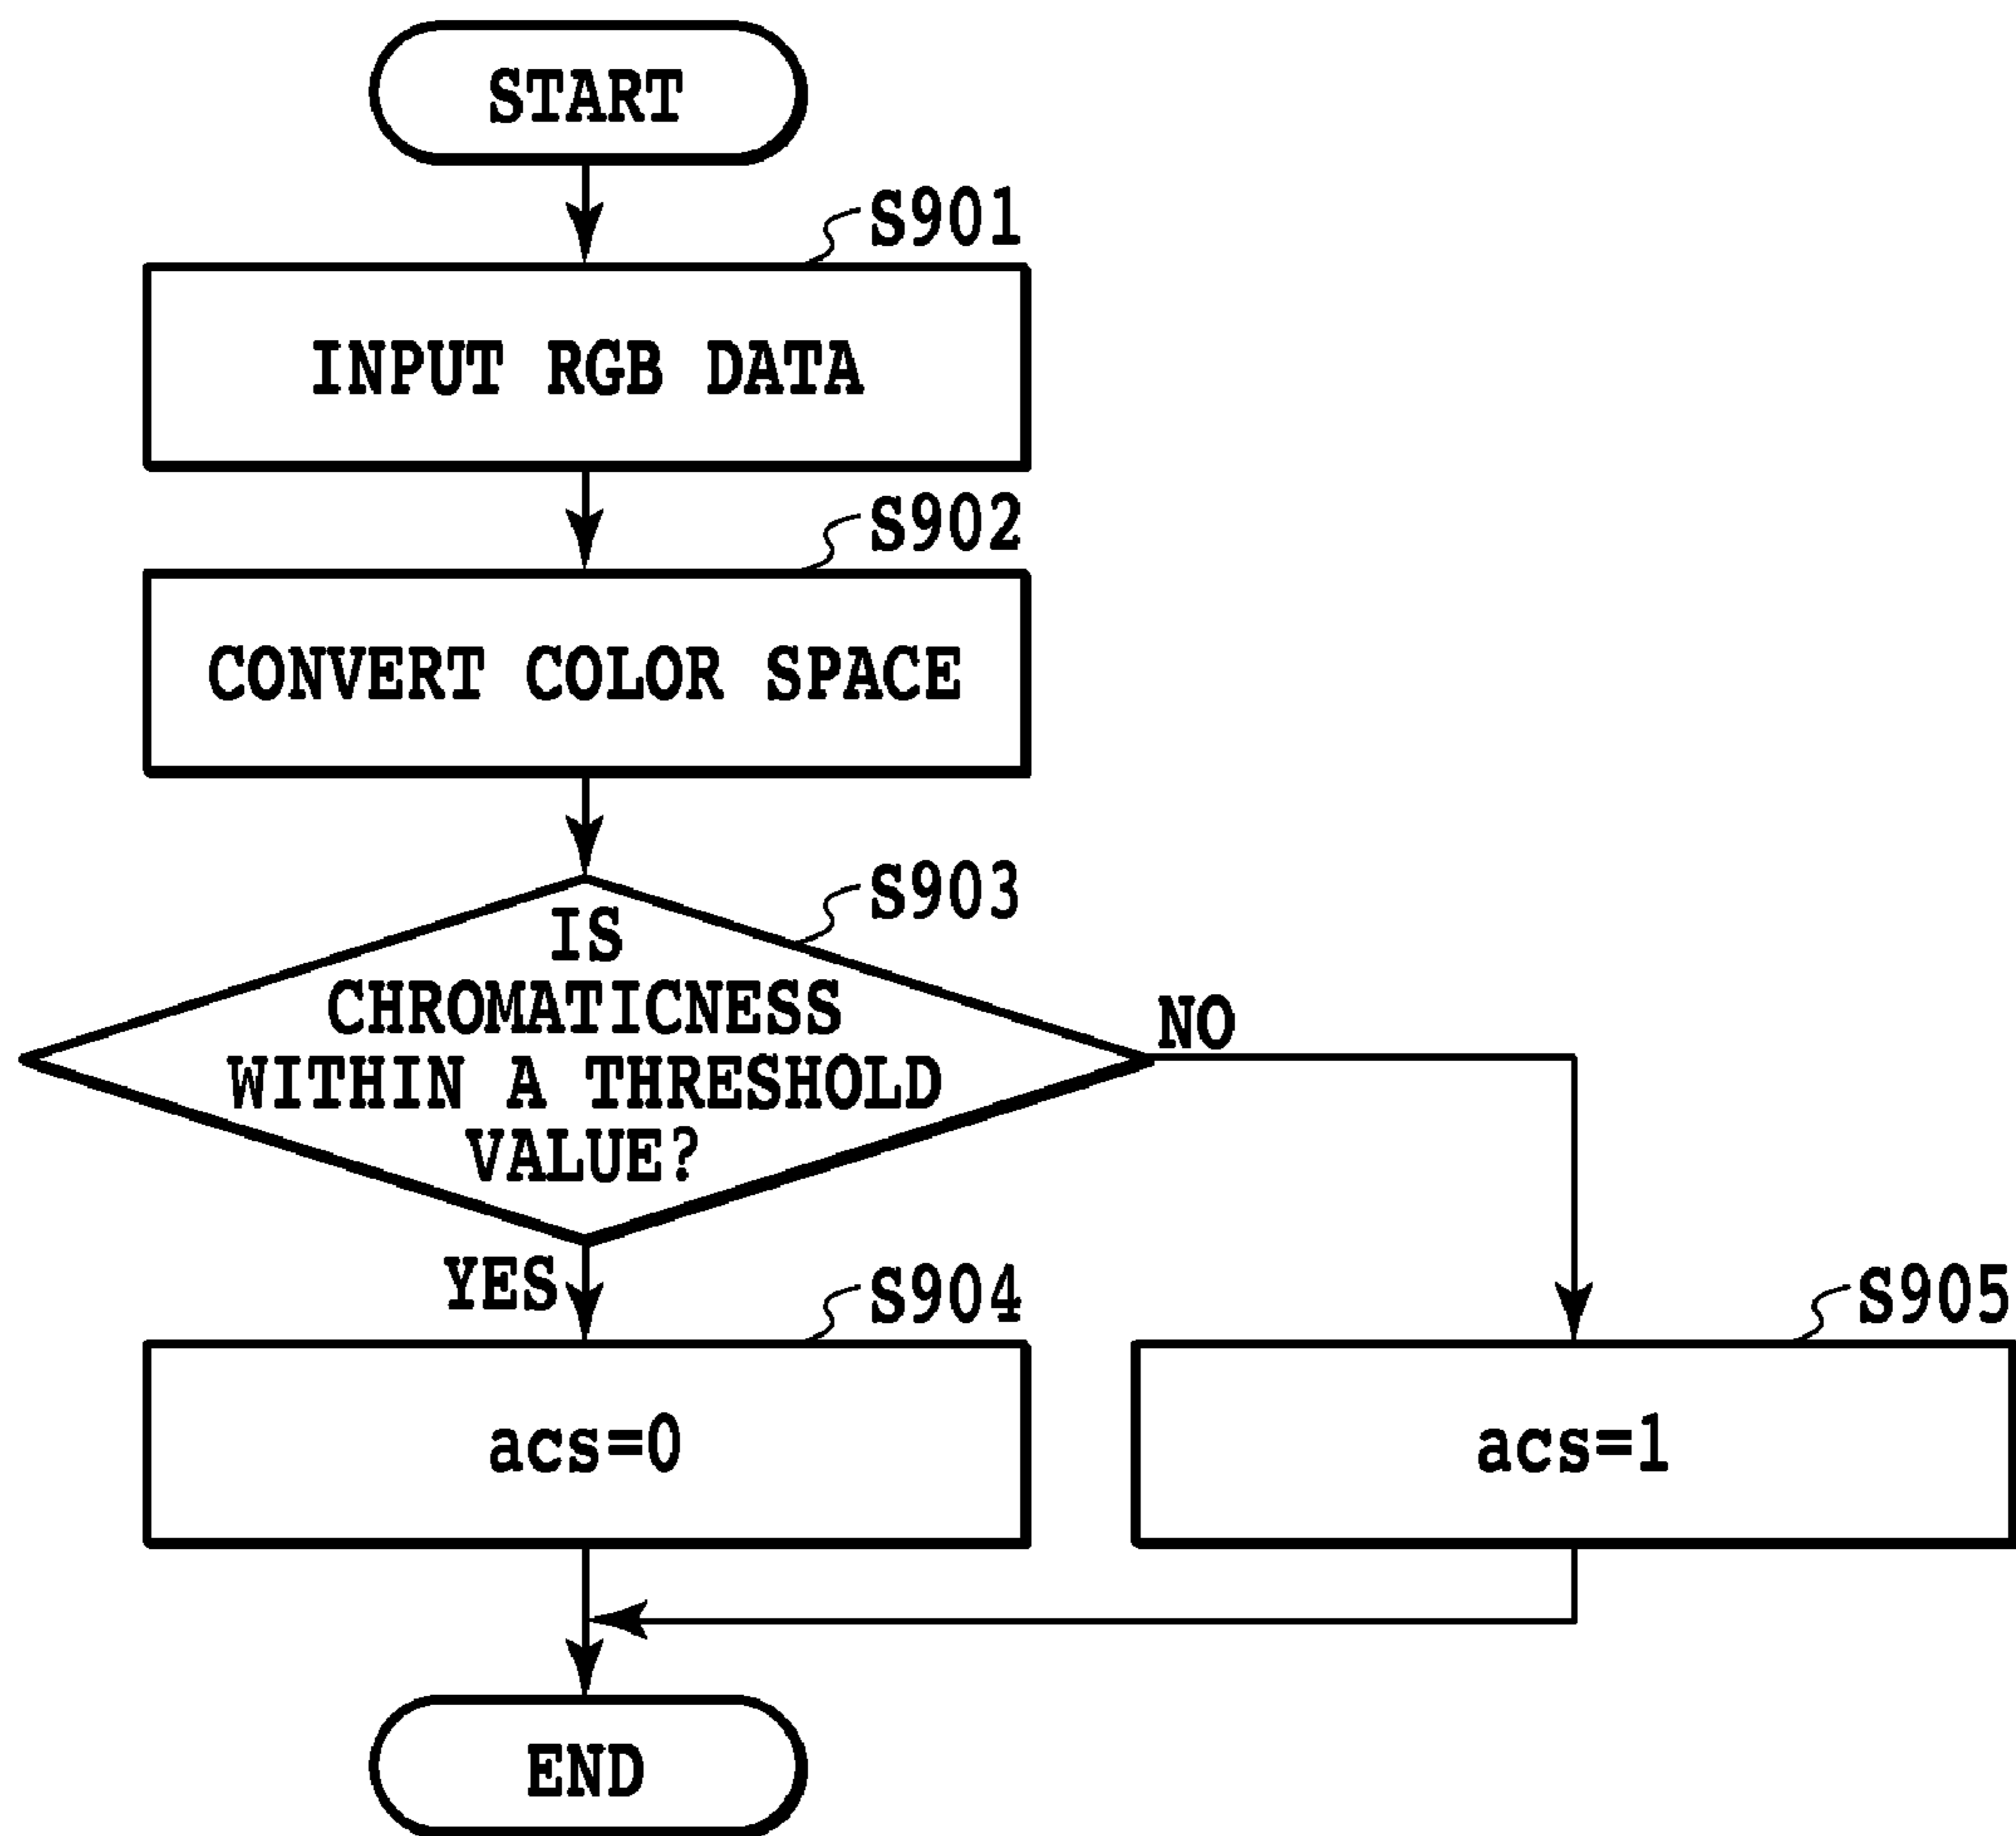 START
S901
INPUT RGB DATA
S902
CONVERT COLOR SPACE
S903
IS
CHROMATICNESS
WITHIN A THRESHOLD
VALUE?
NO
YES
S904
acs=0
S905
acs=1
END